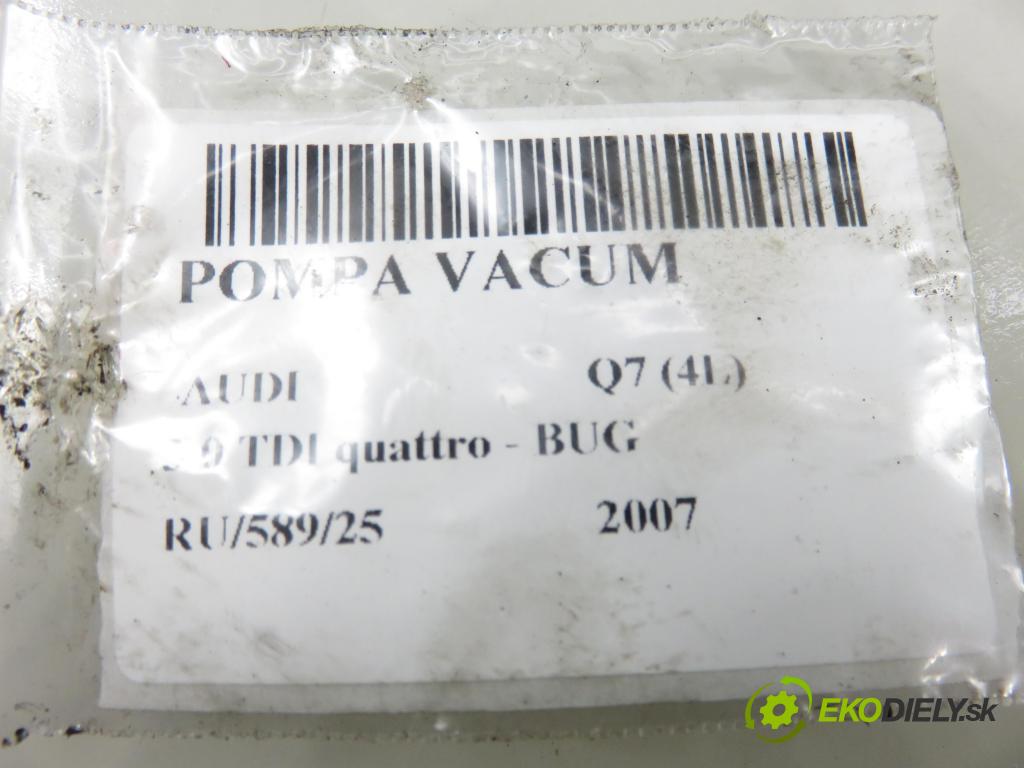 POMPA VACUM
AUDI Q7 (4L)
TDI quattro - BUG
RU/589/25 2007
EKODIELY.sk